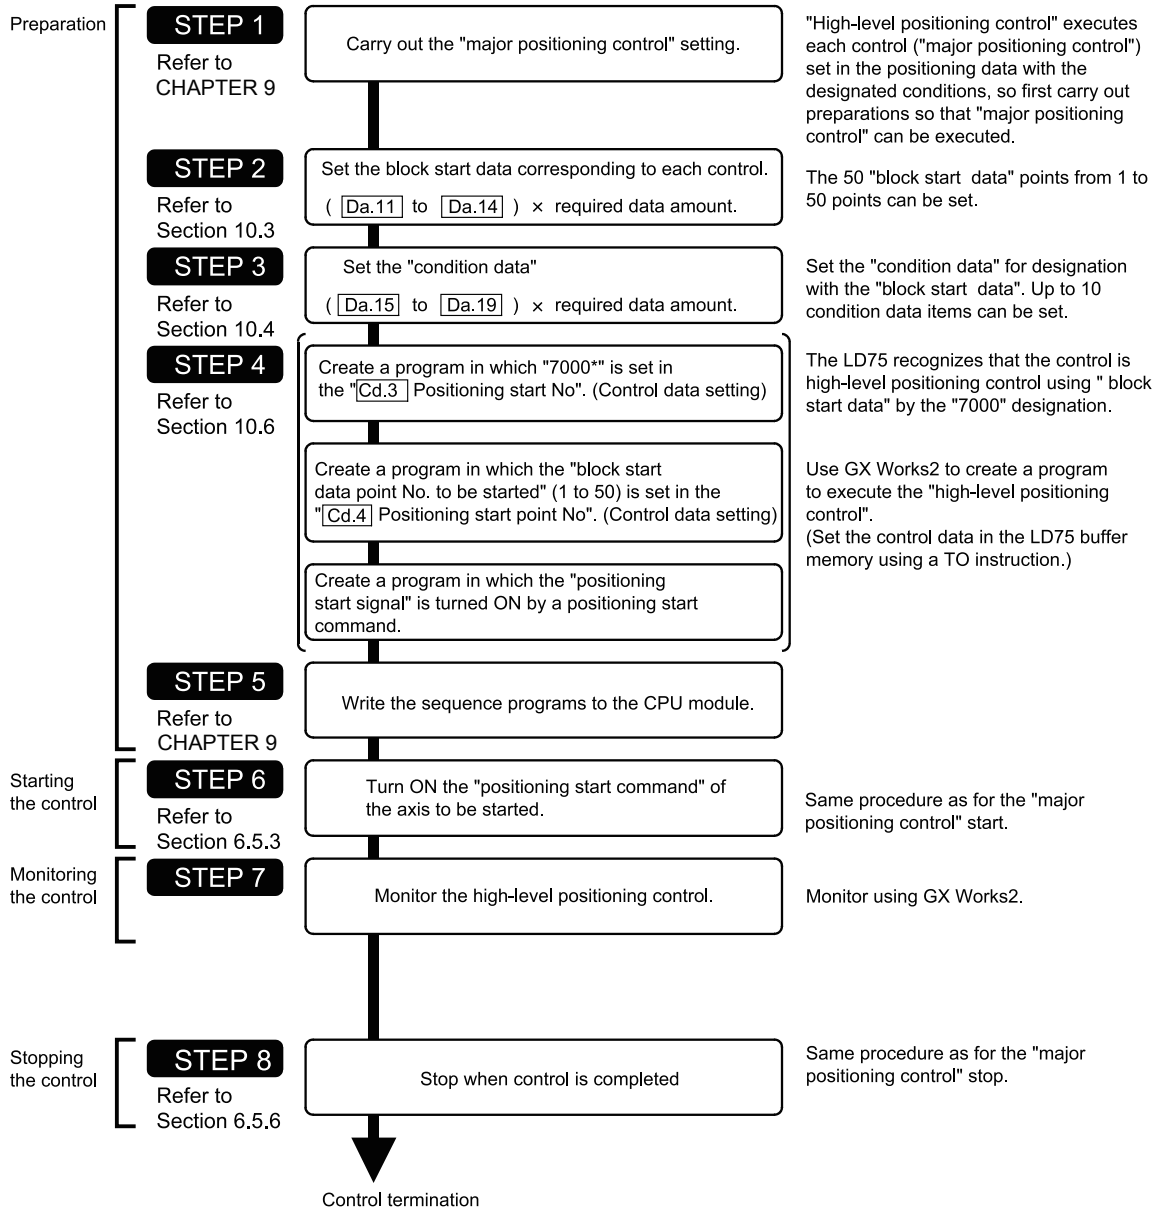 Preparation
STEP 1
Refer to
CHAPTER 9
Carry out the "major positioning control" setting.
"High-level positioning control" executes
each control ("major positioning control")
set in the positioning data with the
designated conditions, so first carry out
preparations so that "major positioning
control" can be executed.
STEP 2
Refer to
Section 10.3
Set the block start data corresponding to each control.
( Da.11 to Da.14 ) × required data amount.
The 50 "block start data" points from 1 to
50 points can be set.
STEP 3
Refer to
Section 10.4
Set the "condition data"
( Da.15 to Da.19 ) × required data amount.
Set the "condition data" for designation
with the "block start data". Up to 10
condition data items can be set.
STEP 4
Refer to
Section 10.6
Create a program in which "7000*" is set in
the "Cd.3 Positioning start No". (Control data setting)
The LD75 recognizes that the control is
high-level positioning control using " block
start data" by the "7000" designation.
Create a program in which the "block start
data point No. to be started" (1 to 50) is set in the
"Cd.4 Positioning start point No". (Control data setting)
Use GX Works2 to create a program
to execute the "high-level positioning
control".
(Set the control data in the LD75 buffer
memory using a TO instruction.)
Create a program in which the "positioning
start signal" is turned ON by a positioning start
command.
STEP 5
Refer to
CHAPTER 9
Write the sequence programs to the CPU module.
Starting
the control
STEP 6
Refer to
Section 6.5.3
Turn ON the "positioning start command" of
the axis to be started.
Same procedure as for the "major
positioning control" start.
Monitoring
the control
STEP 7
Monitor the high-level positioning control.
Monitor using GX Works2.
Stopping
the control
STEP 8
Refer to
Section 6.5.6
Stop when control is completed
Same procedure as for the "major
positioning control" stop.
Control termination